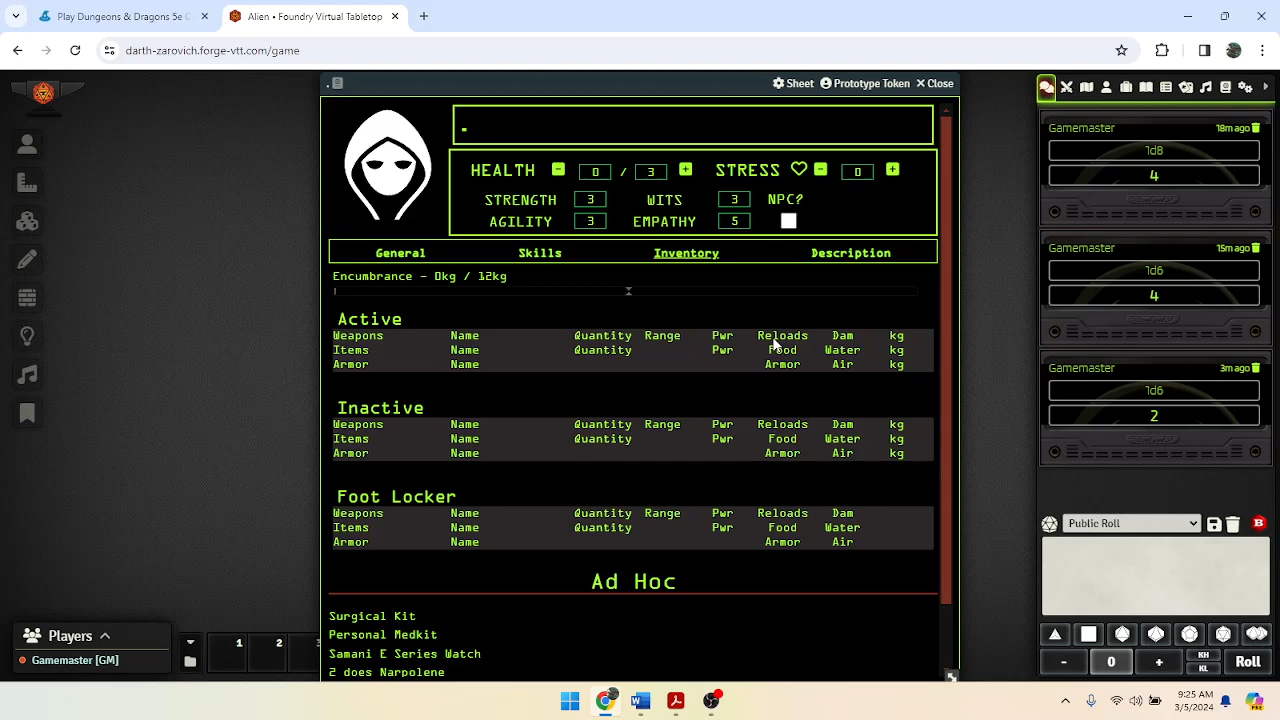 Play Dungeons & Dragons 5e C
Alien • Foundry Virtual Tabletop
darth-zarovich.forge-vtt.com/game
Sheet Prototype Token Close
.
HEALTH - 0 / 3 + STRESS - 0 +
STRENGTH 3 WITS 3 NPC?
AGILITY 3 EMPATHY 5
General Skills Inventory Description
Encumbrance - 0kg / 12kg
Active
Weapons Name Quantity Range Pwr Reloads Dam kg
Items Name Quantity Pwr Food Water kg
Armor Name Armor Air kg
Inactive
Weapons Name Quantity Range Pwr Reloads Dam kg
Items Name Quantity Pwr Food Water kg
Armor Name Armor Air kg
Foot Locker
Weapons Name Quantity Range Pwr Reloads Dam
Items Name Quantity Pwr Food Water
Armor Name Armor Air
Ad Hoc
Surgical Kit
Personal Medkit
Samani E Series Watch
2 does Narpolene
Gamemaster 18m ago
1d8
4
Gamemaster 15m ago
1d6
4
Gamemaster 3m ago
1d6
2
Public Roll
B
- 0 + KH KL Roll
Players
Gamemaster [GM]
1 2
9:25 AM
3/5/2024